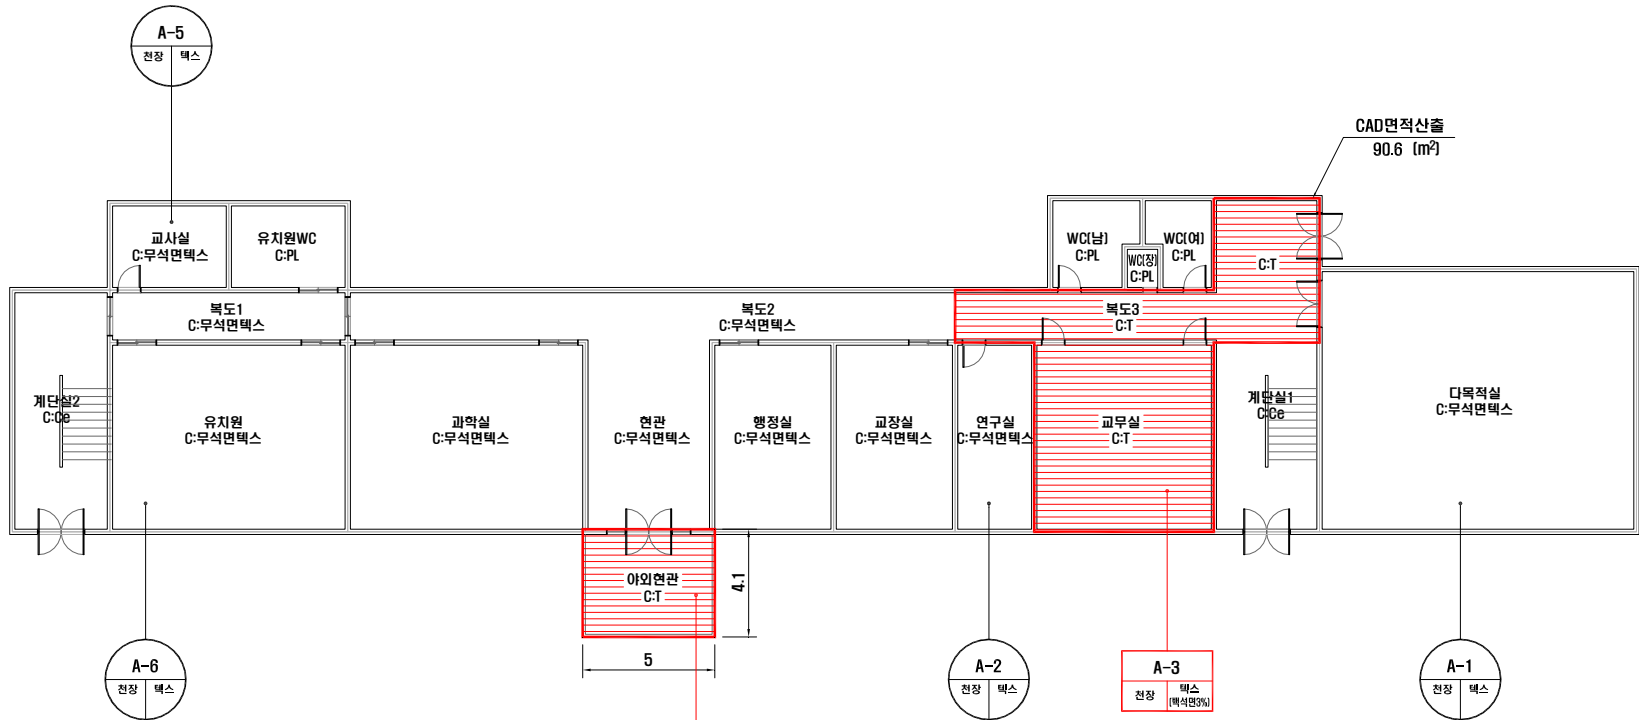 A-5
천장 텍스
CAD면적산출
90.6 (m²)
교사실
C:무석면텍스
유치원WC
C:PL
WC(남)
C:PL
WC(장)
C:PL
WC(여)
C:PL
C:T
복도1
C:무석면텍스
복도2
C:무석면텍스
복도3
C:T
계단실2
C:Ce
유치원
C:무석면텍스
과학실
C:무석면텍스
현관
C:무석면텍스
행정실
C:무석면텍스
교장실
C:무석면텍스
연구실
C:무석면텍스
교무실
C:T
계단실1
C:Ce
다목적실
C:무석면텍스
야외현관
C:T
4.1
5
A-6
천장 텍스
A-2
천장 텍스
A-3
천장 텍스
(백석면3%)
A-1
천장 텍스